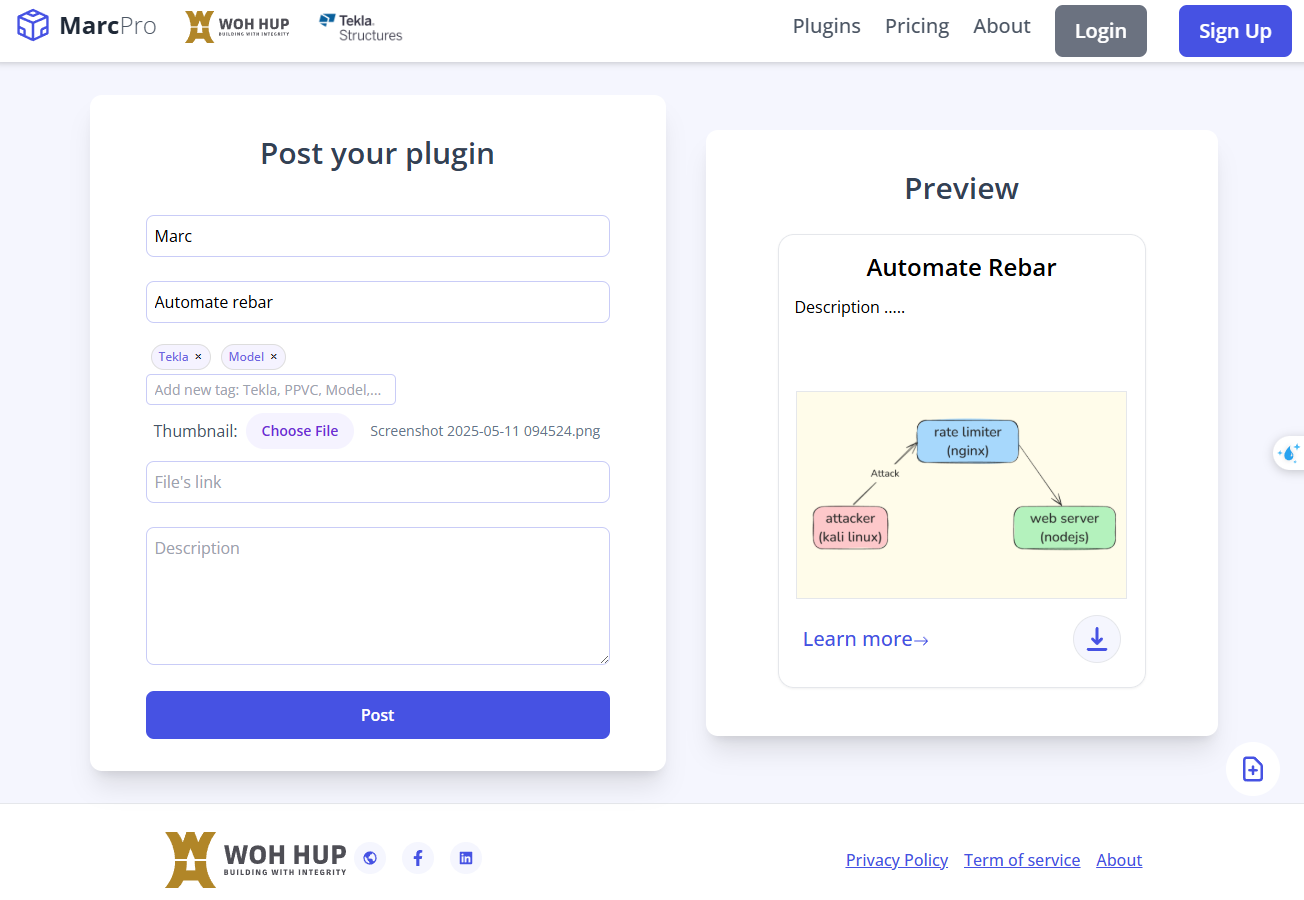 MarcPro
WOH HUP
BUILDING WITH INTEGRITY
Tekla
Structures
Plugins
Pricing
About
Login
Sign Up
Post your plugin
Marc
Automate rebar
Tekla ×
Model ×
Add new tag: Tekla, PPVC, Model,...
Thumbnail:
Choose File
Screenshot 2025-05-11 094524.png
File's link
Description
Post
Preview
Automate Rebar
Description .....
rate limiter
(nginx)
Attack
attacker
(kali linux)
web server
(nodejs)
Learn more→
WOH HUP
BUILDING WITH INTEGRITY
Privacy Policy
Term of service
About